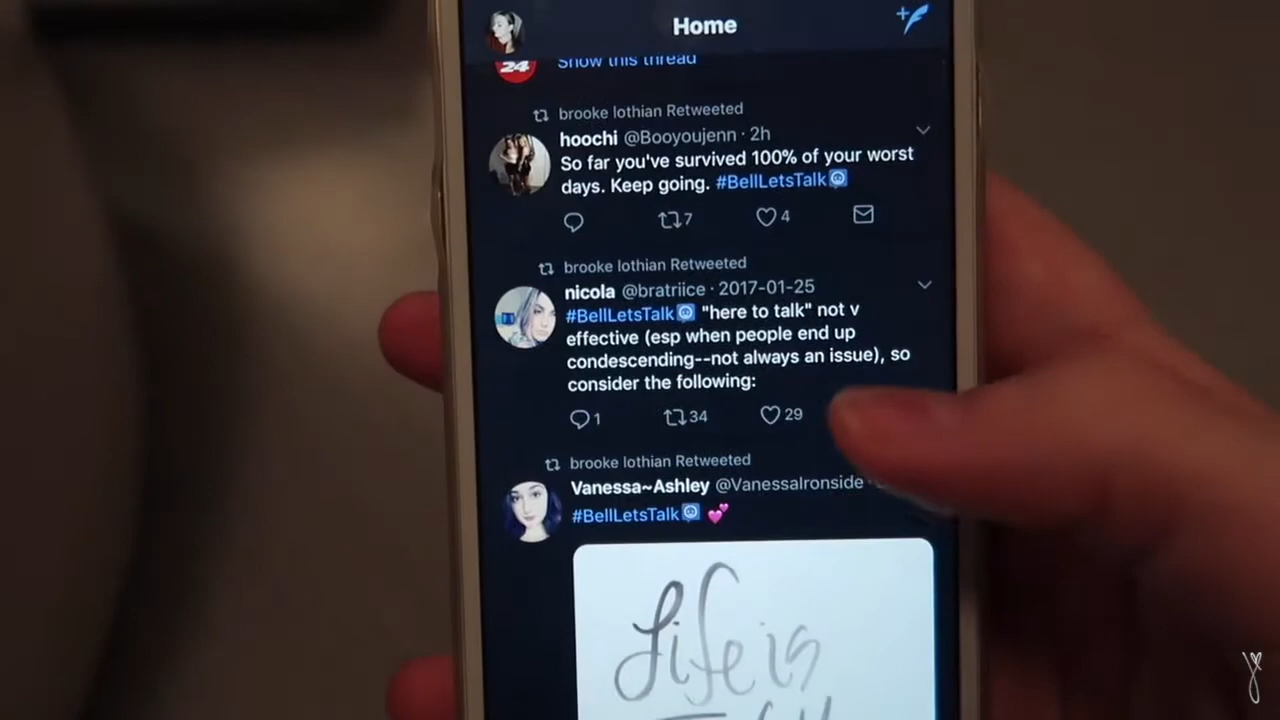 Home
24
Show this thread
brooke lothian Retweeted
hoochi @Booyoujenn · 2h
So far you've survived 100% of your worst
days. Keep going. #BellLetsTalk
7 4
brooke lothian Retweeted
nicola @bratriice · 2017-01-25
#BellLetsTalk "here to talk" not v
effective (esp when people end up
condescending--not always an issue), so
consider the following:
1 34 29
brooke lothian Retweeted
Vanessa~Ashley @VanessaIronside
#BellLetsTalk 💕
Life is